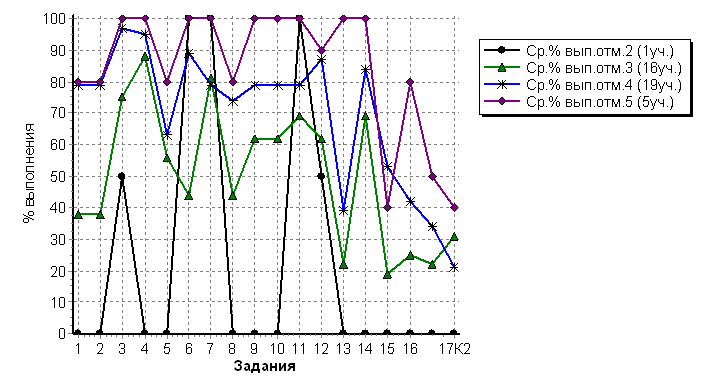 100
90
80
70
60
50
40
30
20
10
0
% выполнения
1 2 3 4 5 6 7 8 9 10 11 12 13 14 15 16 17К2
Задания
Ср.% вып.отм.2 (1уч.)
Ср.% вып.отм.3 (16уч.)
Ср.% вып.отм.4 (19уч.)
Ср.% вып.отм.5 (5уч.)